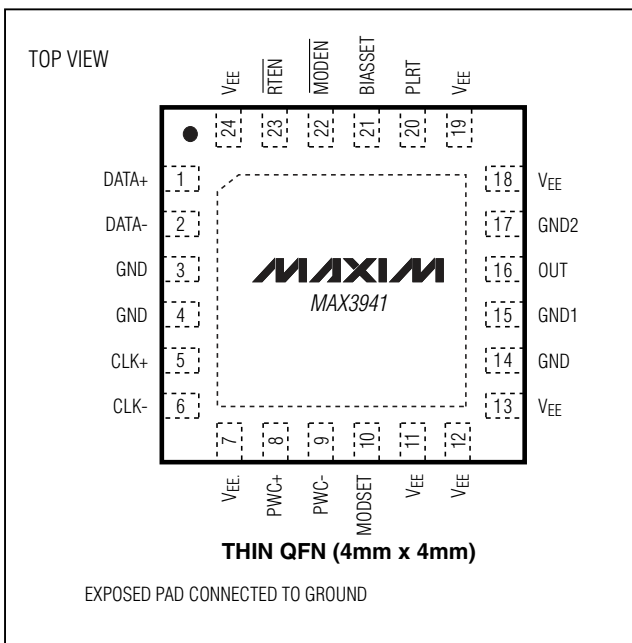 TOP VIEW
VEE
RTEN
MODEN
BIASSET
PLRT
VEE
24
23
22
21
20
19
DATA+ 1
DATA- 2
GND 3
GND 4
CLK+ 5
CLK- 6
18 VEE
17 GND2
16 OUT
15 GND1
14 GND
13 VEE
MAXIM
MAX3941
7
8
9
10
11
12
VEE.
PWC+
PWC-
MODSET
VEE
VEE
THIN QFN (4mm x 4mm)
EXPOSED PAD CONNECTED TO GROUND